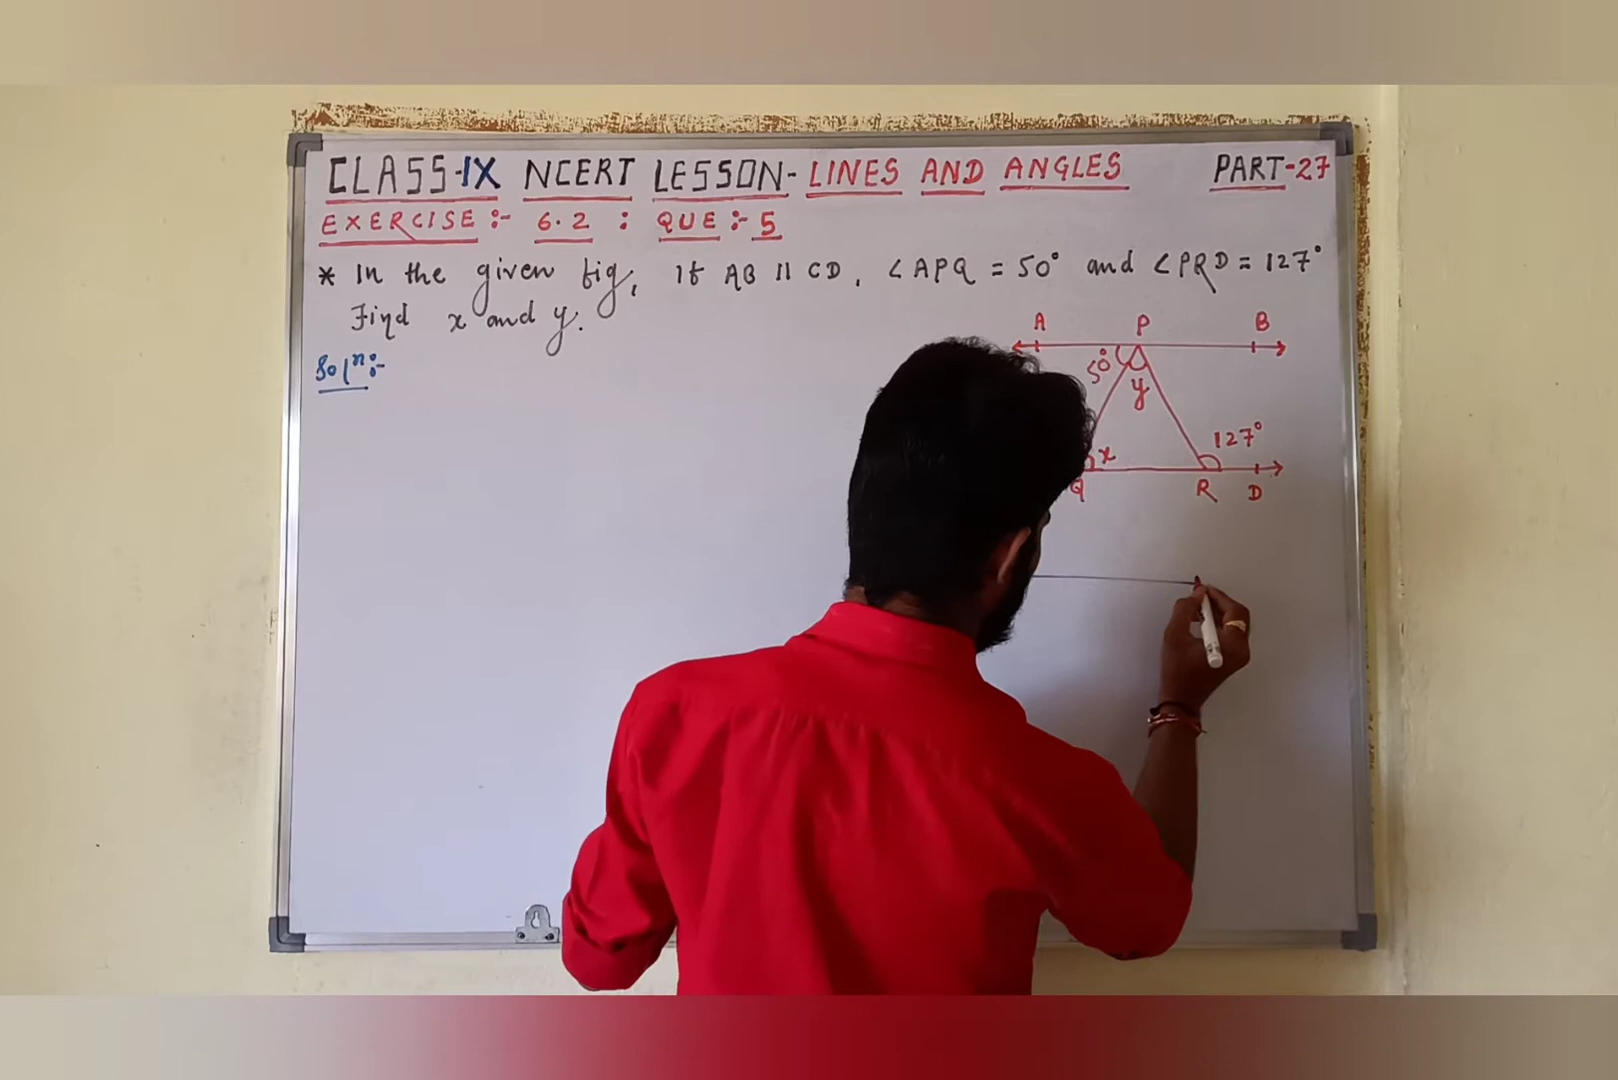 CLASS-IX NCERT LESSON- LINES AND ANGLES PART-27
EXERCISE:- 6.2 : QUE:- 5
* In the given fig, If AB || CD, ∠APQ = 50° and ∠PRD = 127°
Find x and y.
Solⁿ:-
A P B
50°
y
127°
x
Q R D